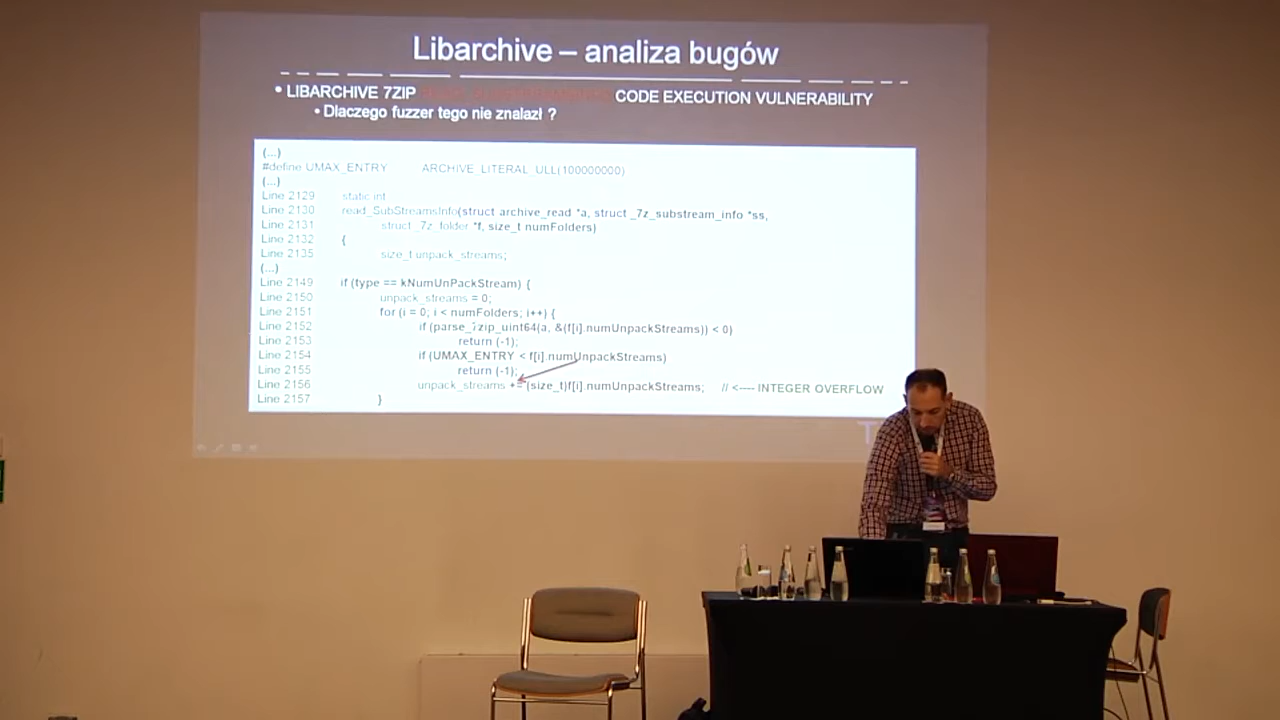 Libarchive – analiza bugów
• LIBARCHIVE 7ZIP CODE EXECUTION VULNERABILITY
• Dlaczego fuzzer tego nie znalazł ?
(...)
#define UMAX_ENTRY ARCHIVE_LITERAL_ULL(100000000)
(...)
Line 2129 static int
Line 2130 read_SubStreamsInfo(struct archive_read *a, struct _7z_substream_info *ss,
Line 2131 struct _7z_folder *f, size_t numFolders)
Line 2132 {
Line 2135 size_t unpack_streams;
(...)
Line 2149 if (type == kNumUnPackStream) {
Line 2150 unpack_streams = 0;
Line 2151 for (i = 0; i < numFolders; i++) {
Line 2152 if (parse_7zip_uint64(a, &(f[i].numUnpackStreams)) < 0)
Line 2153 return (-1);
Line 2154 if (UMAX_ENTRY < f[i].numUnpackStreams)
Line 2155 return (-1);
Line 2156 unpack_streams += (size_t)f[i].numUnpackStreams; // <---- INTEGER OVERFLOW
Line 2157 }